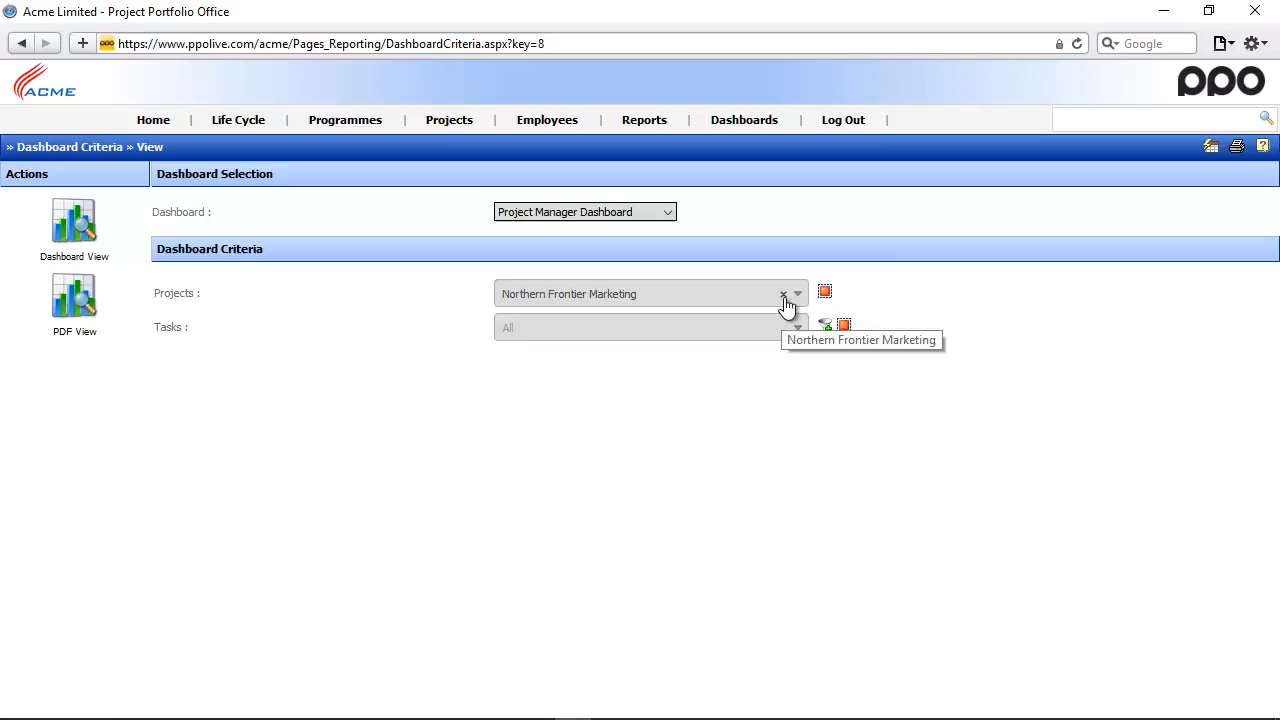 Acme Limited - Project Portfolio Office
ppo https://www.ppolive.com/acme/Pages_Reporting/DashboardCriteria.aspx?key=8
Google
ACME
ppo
Home | Life Cycle | Programmes | Projects | Employees | Reports | Dashboards | Log Out |
» Dashboard Criteria » View
Actions
Dashboard Selection
Dashboard View
Dashboard :
Project Manager Dashboard
Dashboard Criteria
PDF View
Projects :
Northern Frontier Marketing
Tasks :
All
Northern Frontier Marketing